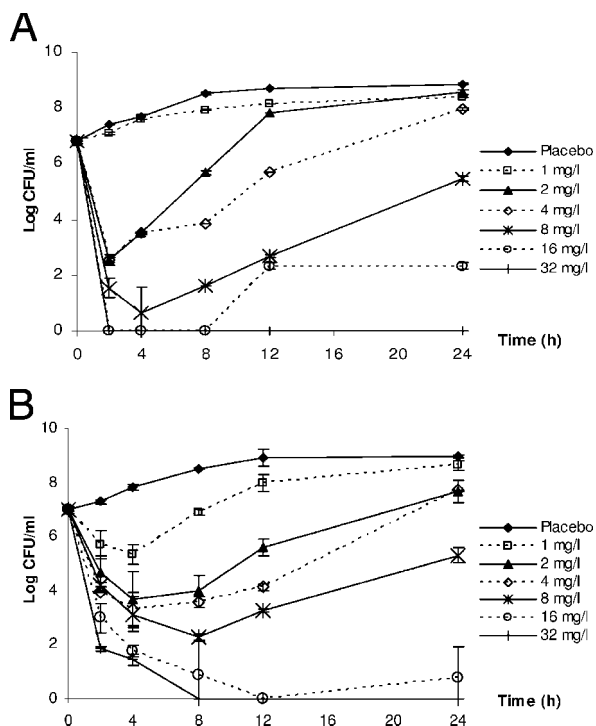 A
10
8
6
4
2
0
Log CFU/ml
0 4 8 12 16 20 24
Time (h)
Placebo
1 mg/l
2 mg/l
4 mg/l
8 mg/l
16 mg/l
32 mg/l
B
10
8
6
4
2
0
Log CFU/ml
0 4 8 12 16 20 24
Time (h)
Placebo
1 mg/l
2 mg/l
4 mg/l
8 mg/l
16 mg/l
32 mg/l